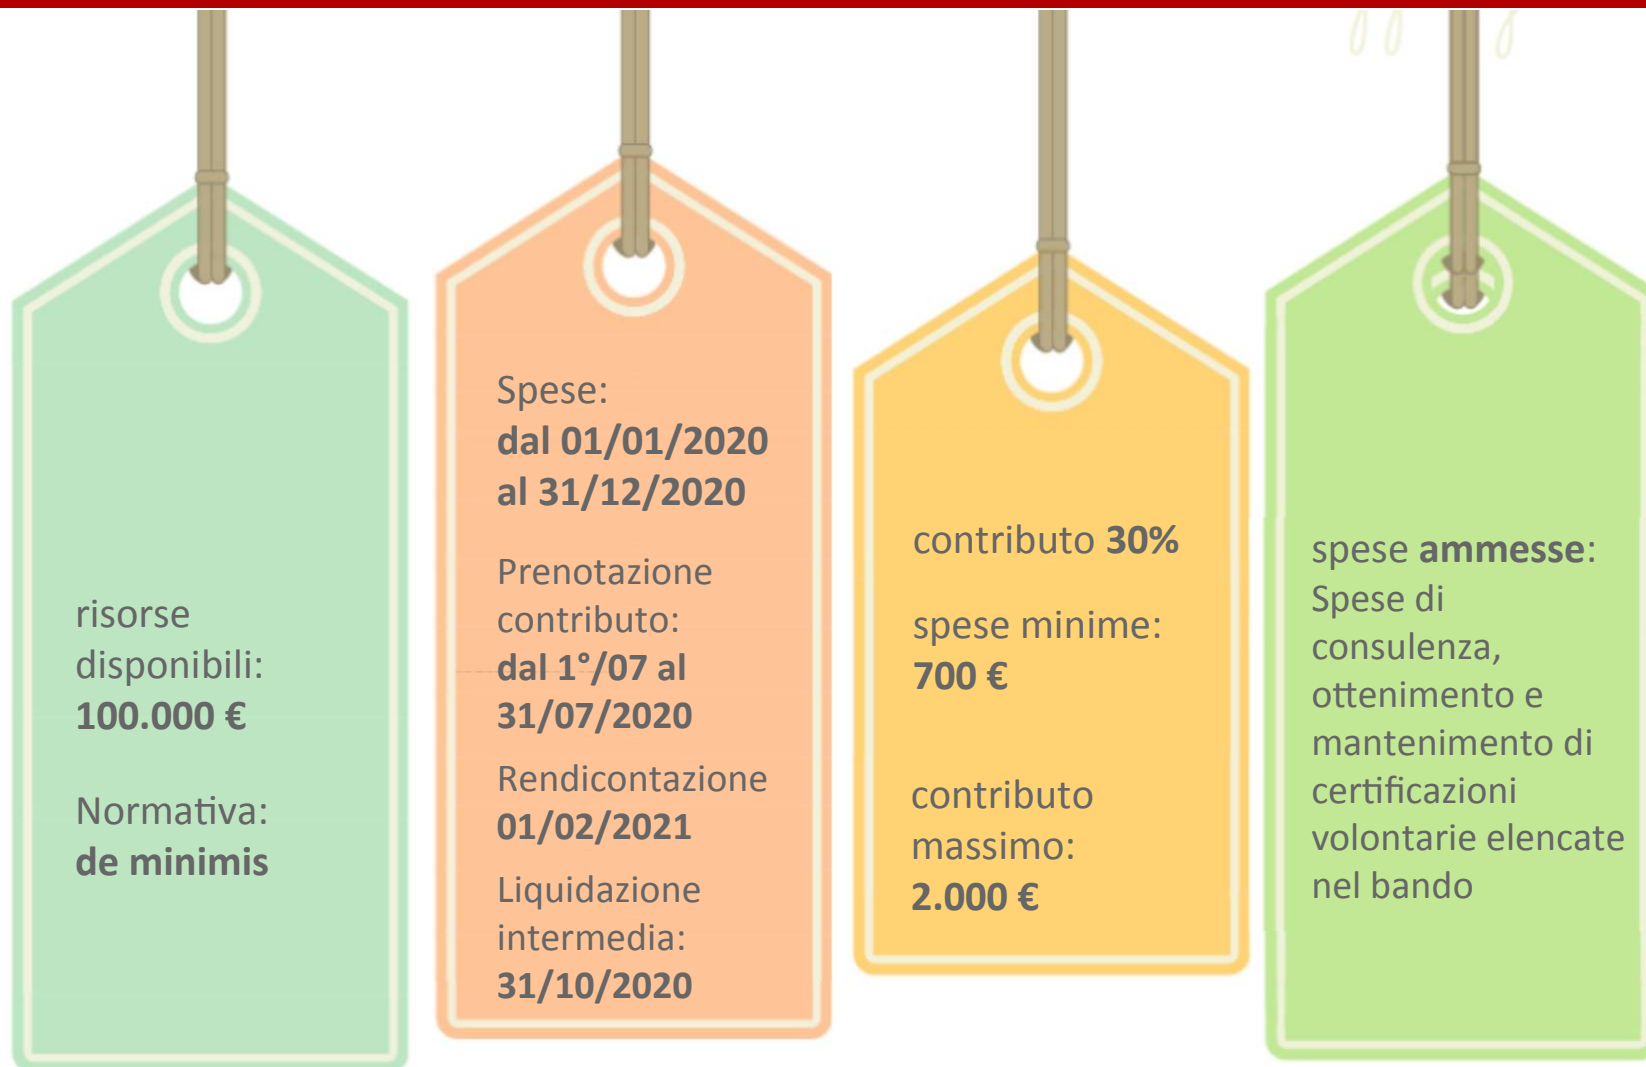 risorse
disponibili:
100.000 €
Normativa:
de minimis
Spese:
dal 01/01/2020
al 31/12/2020
Prenotazione
contributo:
dal 1°/07 al
31/07/2020
Rendicontazione
01/02/2021
Liquidazione
intermedia:
31/10/2020
contributo 30%
spese minime:
700 €
contributo
massimo:
2.000 €
spese ammesse:
Spese di
consulenza,
ottenimento e
mantenimento di
certificazioni
volontarie elencate
nel bando